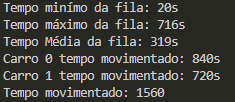 Tempo minímo da fila: 20s
Tempo máximo da fila: 716s
Tempo Média da fila: 319s
Carro 0 tempo movimentado: 840s
Carro 1 tempo movimentado: 720s
Tempo movimentado: 1560